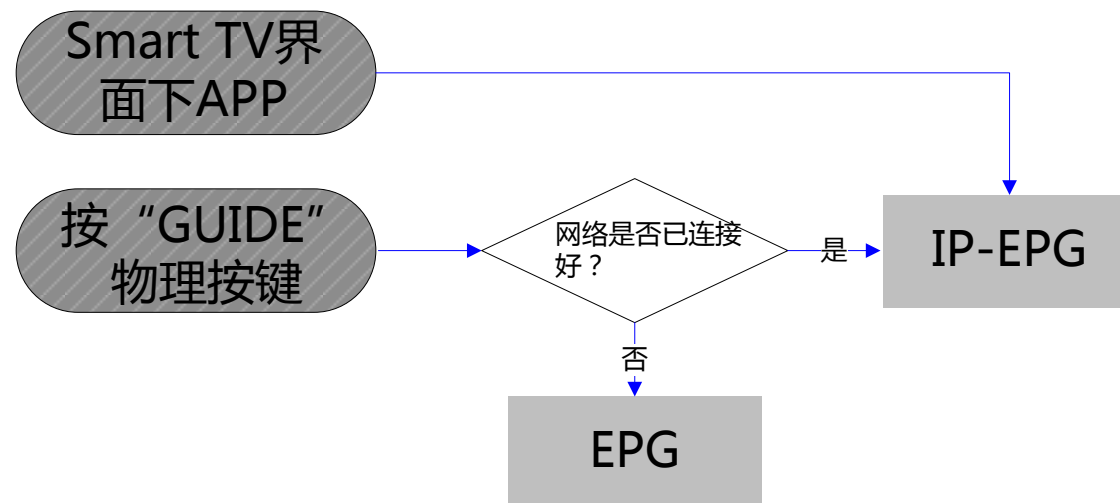 Smart TV界
面下APP
按“GUIDE”
物理按键
网络是否已连接
好？
是
IP-EPG
否
EPG